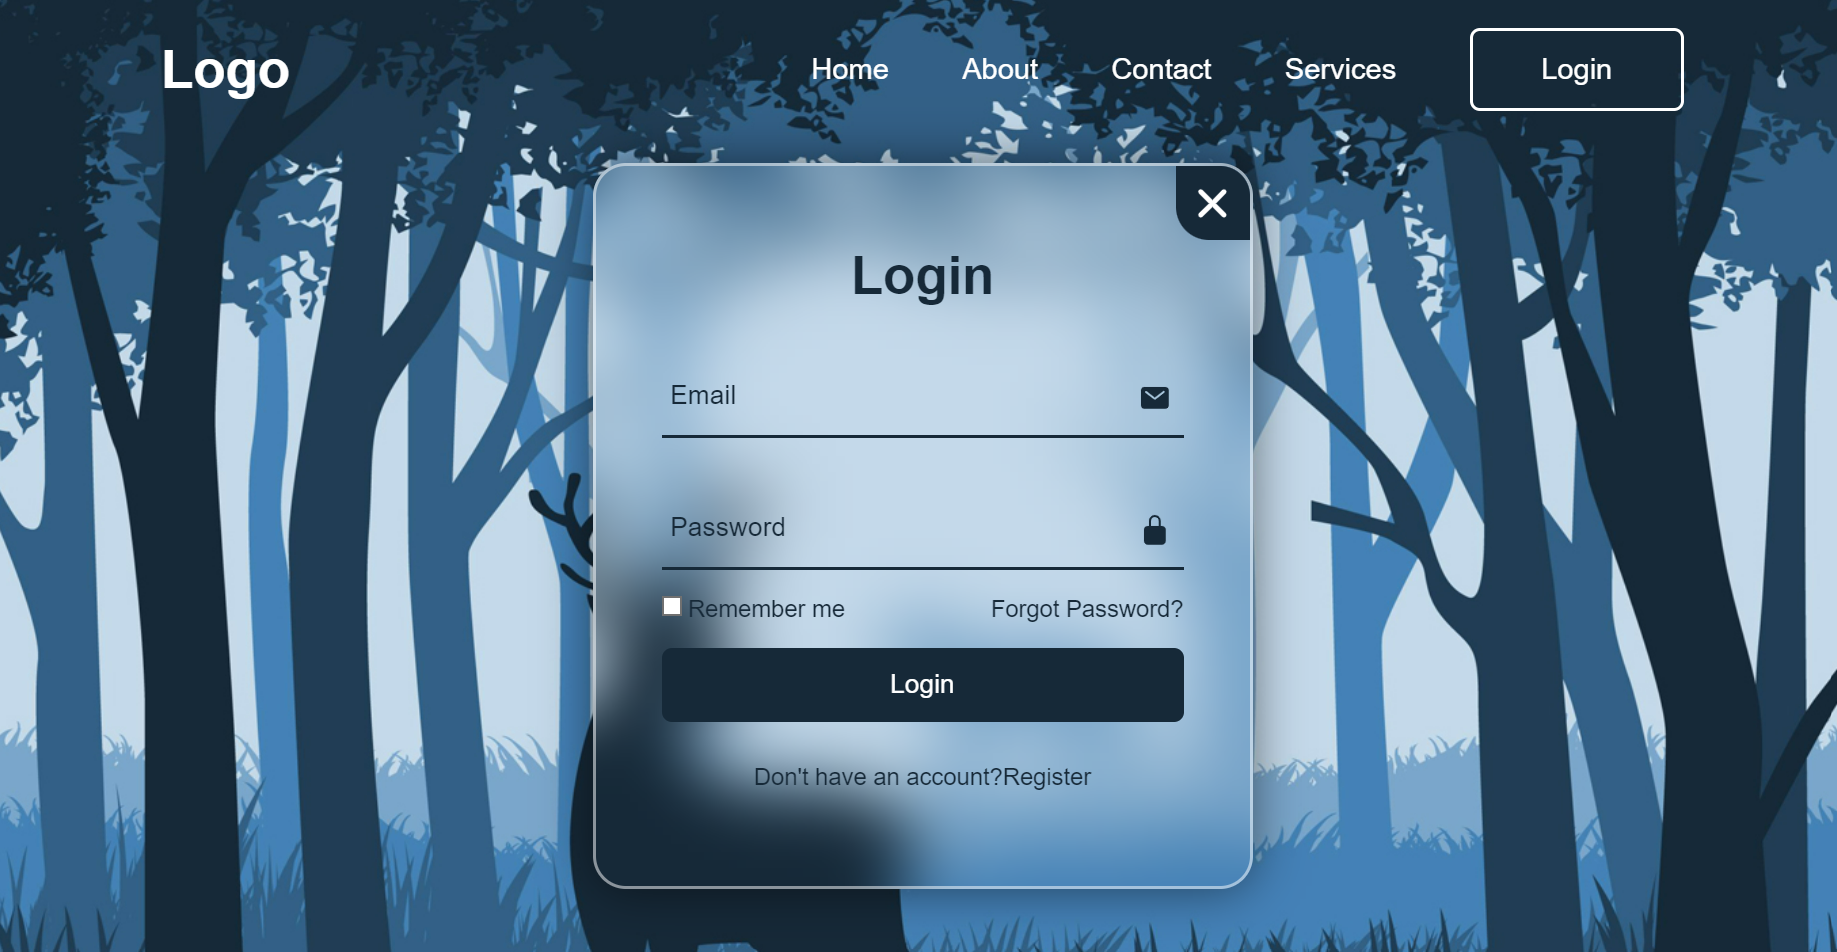 Logo
Home About Contact Services Login
Login
Email
Password
Remember me Forgot Password?
Login
Don't have an account?Register